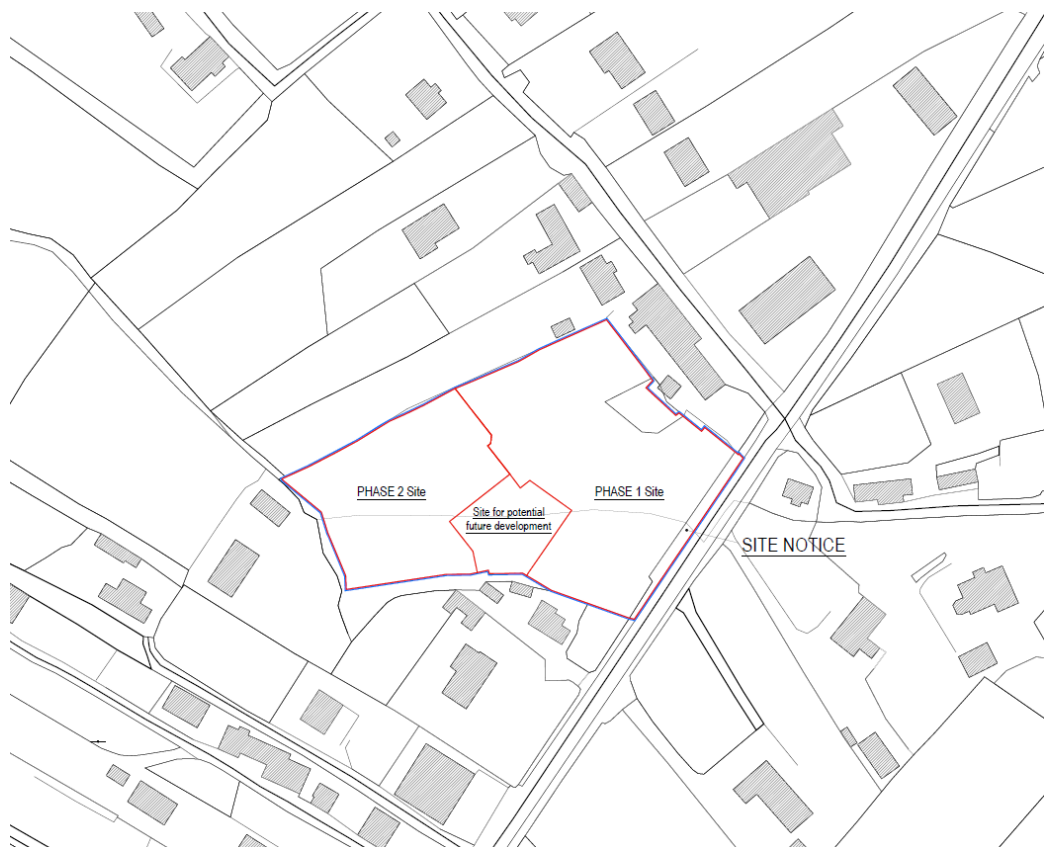 PHASE 2 Site
PHASE 1 Site
Site for potential
future development
SITE NOTICE